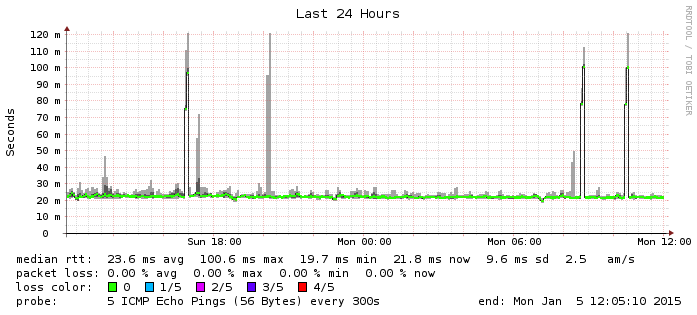 Last 24 Hours
RRDTOOL / TOBI OETIKER
Seconds
120 m
110 m
100 m
90 m
80 m
70 m
60 m
50 m
40 m
30 m
20 m
10 m
0
Sun 18:00 Mon 00:00 Mon 06:00 Mon 12:00
median rtt: 23.6 ms avg 100.6 ms max 19.7 ms min 21.8 ms now 9.6 ms sd 2.5 am/s
packet loss: 0.00 % avg 0.00 % max 0.00 % min 0.00 % now
loss color: 0 1/5 2/5 3/5 4/5
probe: 5 ICMP Echo Pings (56 Bytes) every 300s end: Mon Jan 5 12:05:10 2015